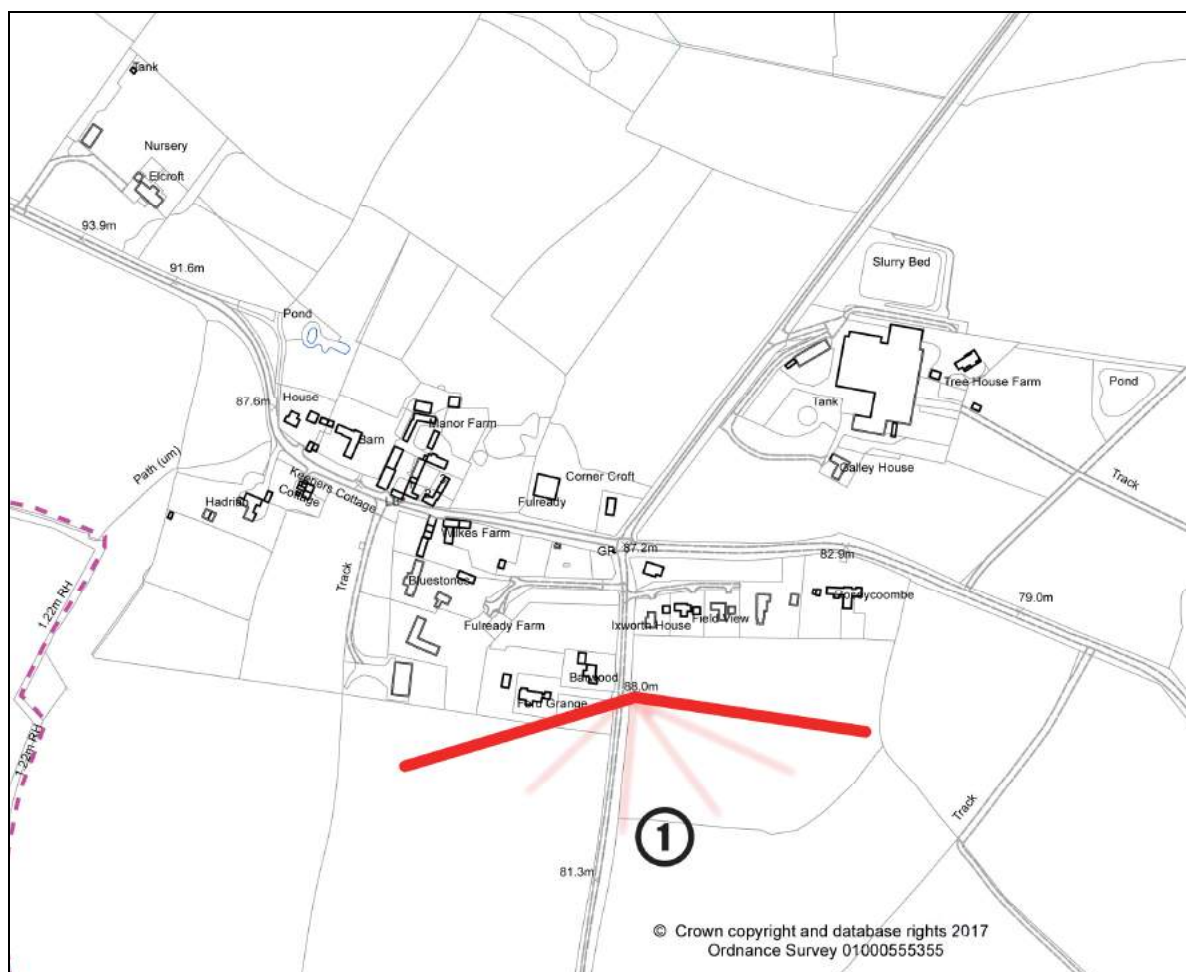 Tank
Nursery
Elcroft
93.9m
91.6m
Slurry Bed
Pond
Tree House Farm
Pond
87.6m
House
Tank
Manor Farm
Barn
Path (um)
Galley House
Corner Croft
Track
Keepers Cottage
Cottage
Hadrian
Fulready
Wilkes Farm
GP
87.2m
82.9m
Track
Bluestones
79.0m
1.22m RH
Fulready Farm
Ixworth House
Field View
Barwood
88.0m
Ford Grange
1.22m RH
Track
1
81.3m
© Crown copyright and database rights 2017
Ordnance Survey 01000555355